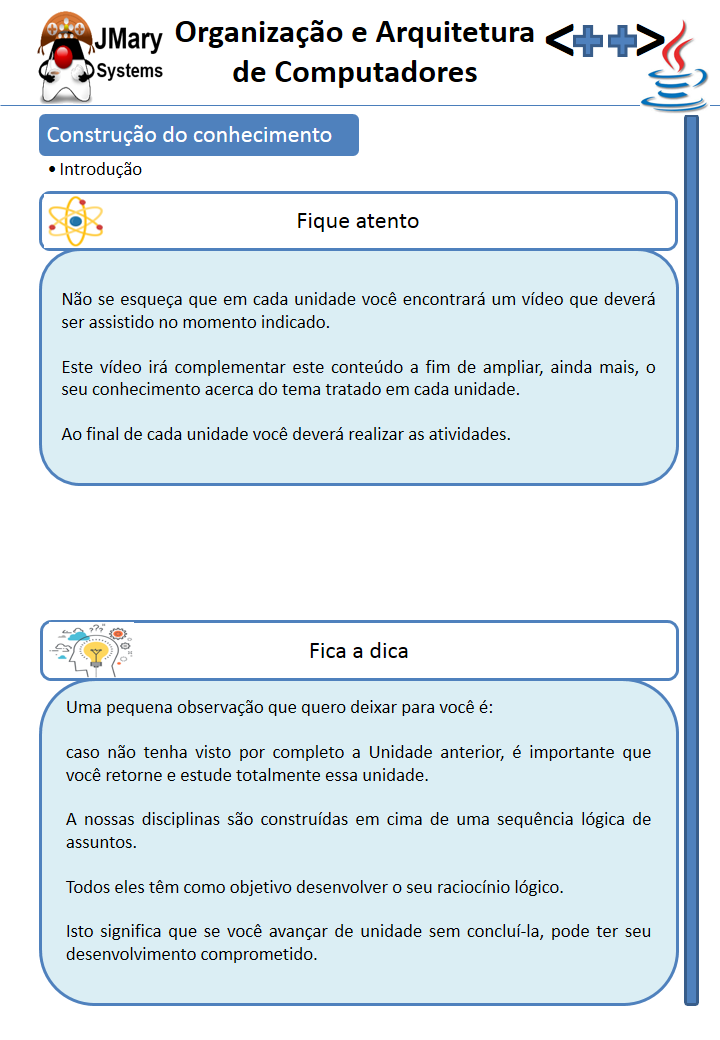 JMary
Systems
Organização e Arquitetura
de Computadores
<++>
Construção do conhecimento
• Introdução
Fique atento
Não se esqueça que em cada unidade você encontrará um vídeo que deverá
ser assistido no momento indicado.
Este vídeo irá complementar este conteúdo a fim de ampliar, ainda mais, o
seu conhecimento acerca do tema tratado em cada unidade.
Ao final de cada unidade você deverá realizar as atividades.
Fica a dica
Uma pequena observação que quero deixar para você é:
caso não tenha visto por completo a Unidade anterior, é importante que
você retorne e estude totalmente essa unidade.
A nossas disciplinas são construídas em cima de uma sequência lógica de
assuntos.
Todos eles têm como objetivo desenvolver o seu raciocínio lógico.
Isto significa que se você avançar de unidade sem concluí-la, pode ter seu
desenvolvimento comprometido.